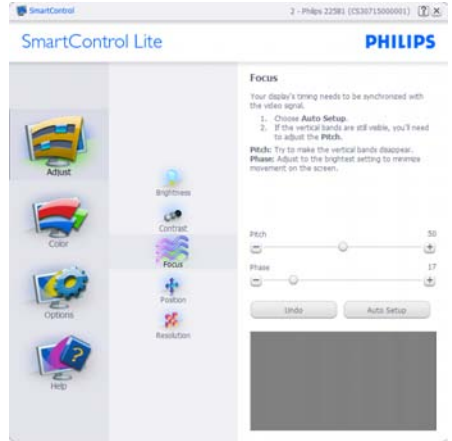 SmartControl
2 - Philips 225B1 (CS30715000001)
SmartControl Lite
PHILIPS
Adjust
Color
Options
Help
Brightness
Contrast
Focus
Position
Resolution
Focus
Your display's timing needs to be synchronized with
the video signal.
1. Choose Auto Setup.
2. If the vertical bands are still visible, you'll need
to adjust the Pitch.
Pitch: Try to make the vertical bands disappear.
Phase: Adjust to the brightest setting to minimize
movement on the screen.
Pitch 50
Phase 17
Undo
Auto Setup